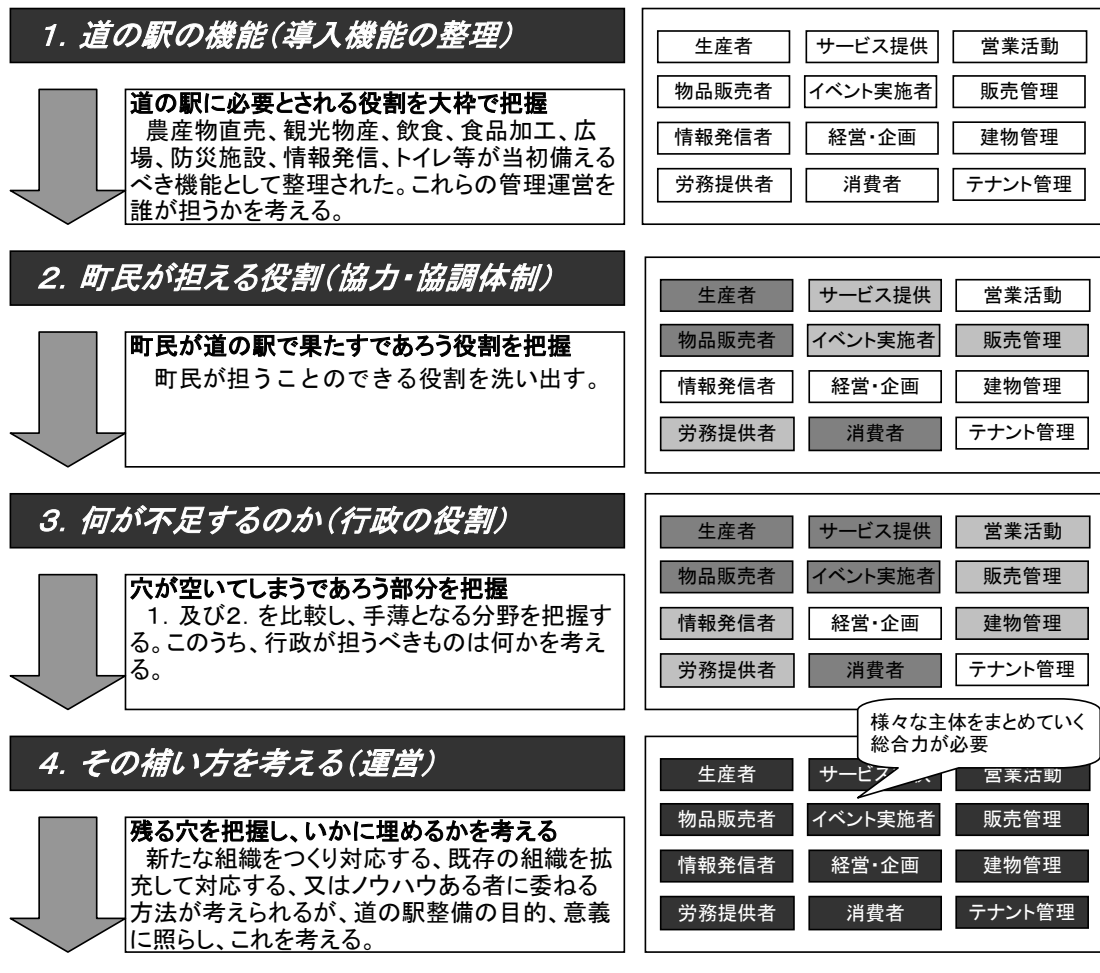 1. 道の駅の機能(導入機能の整理)
道の駅に必要とされる役割を大枠で把握
農産物直売、観光物産、飲食、食品加工、広
場、防災施設、情報発信、トイレ等が当初備える
べき機能として整理された。これらの管理運営を
誰が担うかを考える。
生産者 サービス提供 営業活動
物品販売者 イベント実施者 販売管理
情報発信者 経営・企画 建物管理
労務提供者 消費者 テナント管理
2. 町民が担える役割(協力・協調体制)
町民が道の駅で果たすであろう役割を把握
町民が担うことのできる役割を洗い出す。
生産者 サービス提供 営業活動
物品販売者 イベント実施者 販売管理
情報発信者 経営・企画 建物管理
労務提供者 消費者 テナント管理
3. 何が不足するのか(行政の役割)
穴が空いてしまうであろう部分を把握
1. 及び2. を比較し、手薄となる分野を把握す
る。このうち、行政が担うべきものは何かを考え
る。
生産者 サービス提供 営業活動
物品販売者 イベント実施者 販売管理
情報発信者 経営・企画 建物管理
労務提供者 消費者 テナント管理
4. その補い方を考える(運営)
残る穴を把握し、いかに埋めるかを考える
新たな組織をつくり対応する、既存の組織を拡
充して対応する、又はノウハウある者に委ねる
方法が考えられるが、道の駅整備の目的、意義
に照らし、これを考える。
様々な主体をまとめていく
総合力が必要
生産者 サービス 供 営業活動
物品販売者 イベント実施者 販売管理
情報発信者 経営・企画 建物管理
労務提供者 消費者 テナント管理